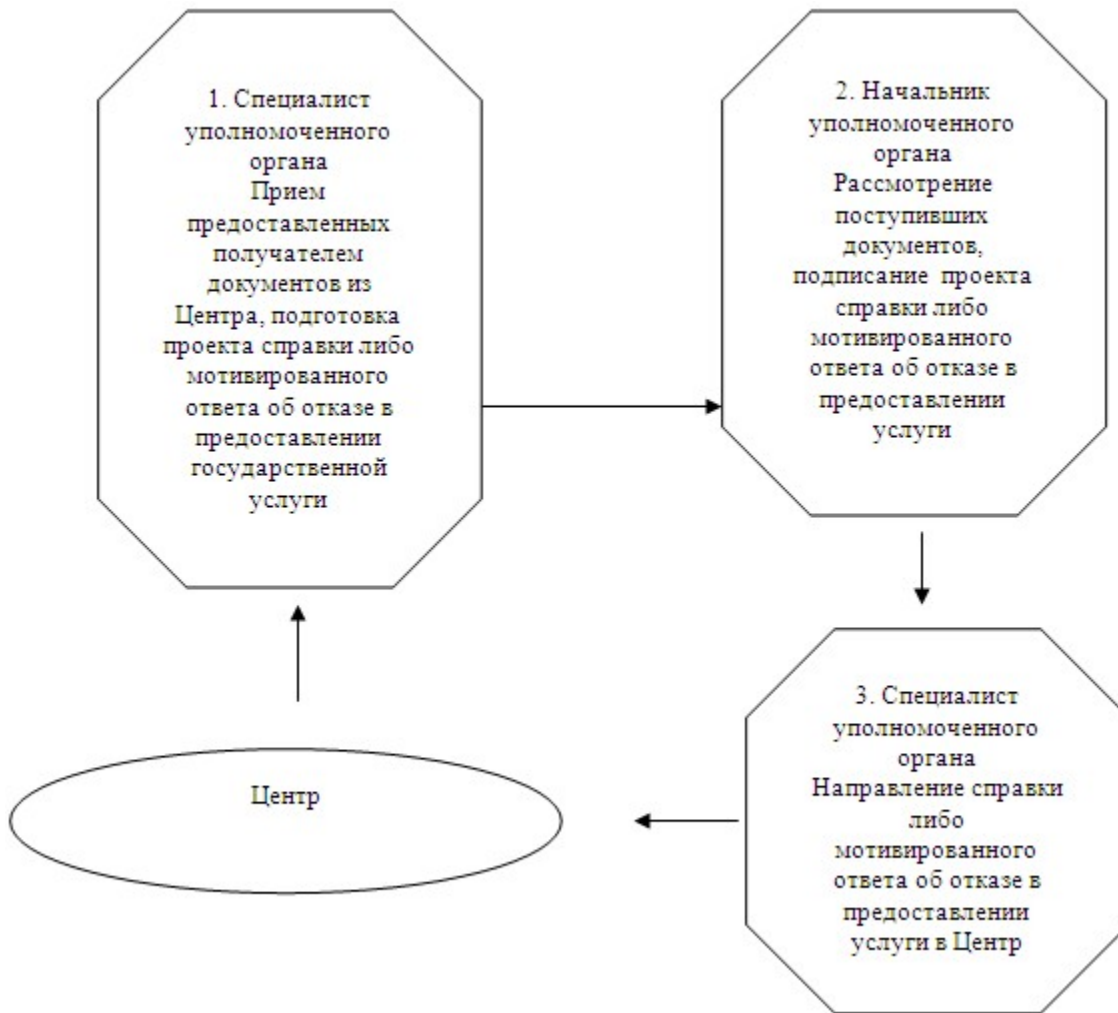 1. Специалист
уполномоченного
органа
Прием
предоставленных
получателем
документов из
Центра, подготовка
проекта справки либо
мотивированного
ответа об отказе в
предоставлении
государственной
услуги
2. Начальник
уполномоченного
органа
Рассмотрение
поступивших
документов,
подписание проекта
справки либо
мотивированного
ответа об отказе в
предоставлении
услуги
3. Специалист
уполномоченного
органа
Направление справки
либо
мотивированного
ответа об отказе в
предоставлении
услуги в Центр
Центр